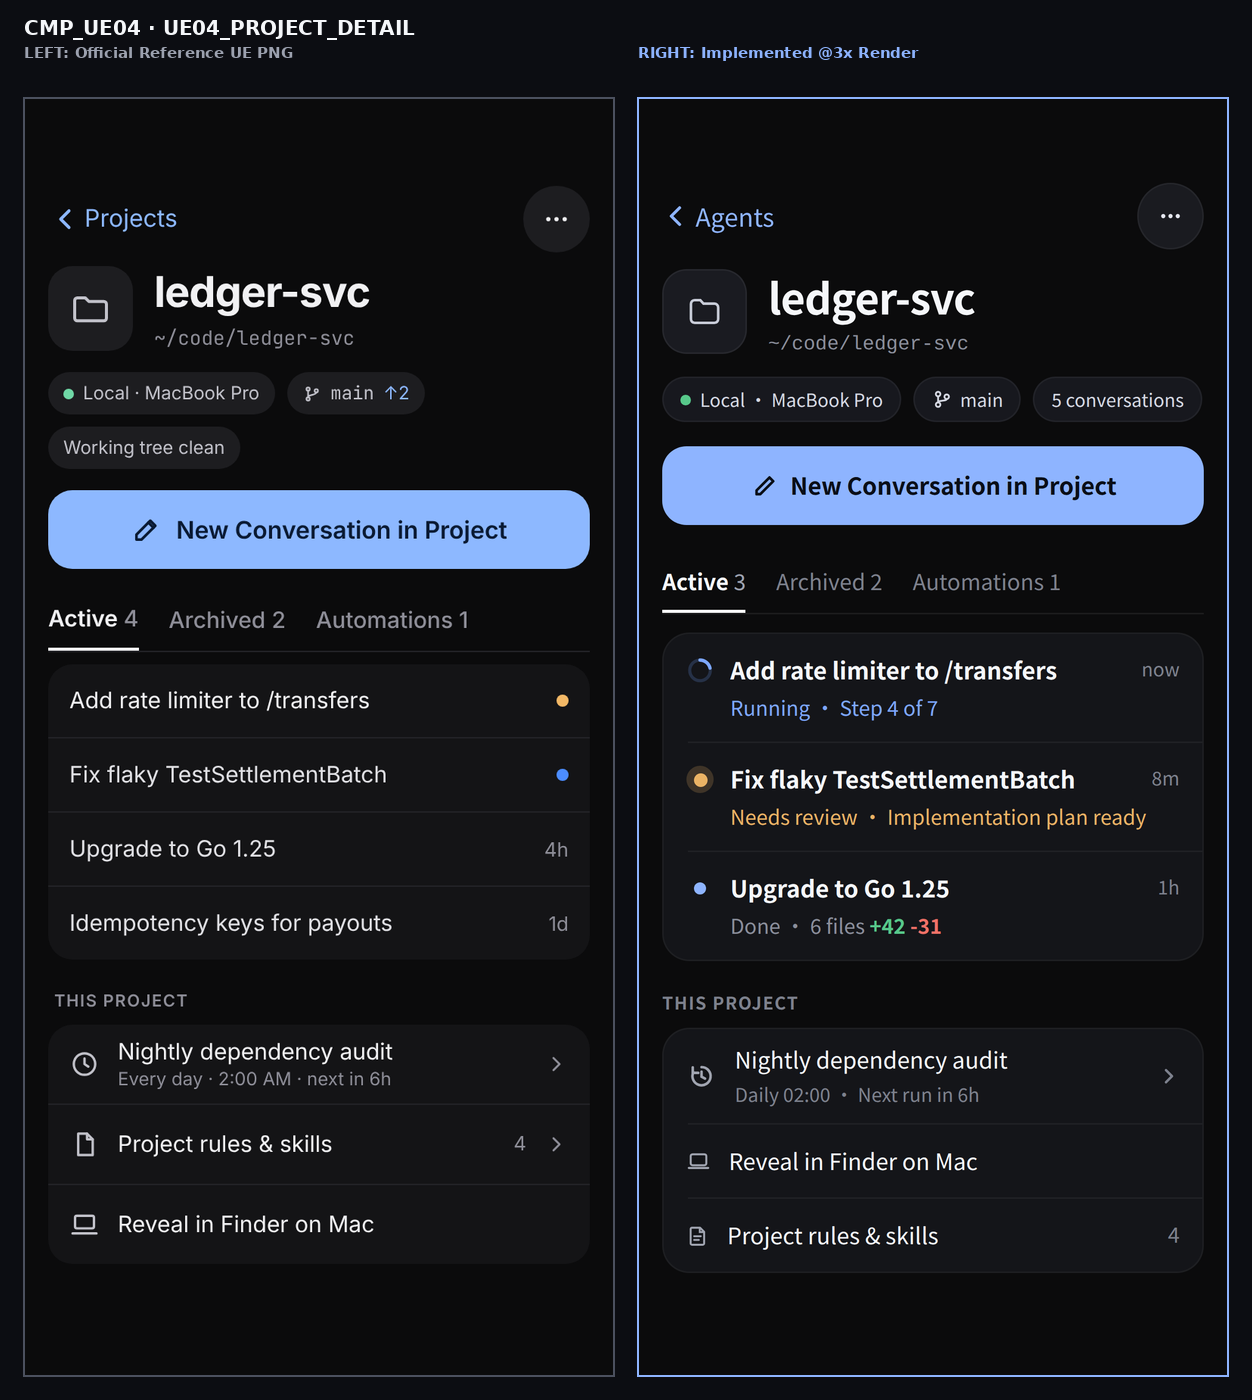 CMP_UE04 · UE04_PROJECT_DETAIL
LEFT: Official Reference UE PNG
Projects
ledger-svc
~/code/ledger-svc
Local · MacBook Pro
main ↑2
Working tree clean
New Conversation in Project
Active 4
Archived 2
Automations 1
Add rate limiter to /transfers
Fix flaky TestSettlementBatch
Upgrade to Go 1.25
4h
Idempotency keys for payouts
1d
THIS PROJECT
Nightly dependency audit
Every day · 2:00 AM · next in 6h
Project rules & skills
4
Reveal in Finder on Mac
RIGHT: Implemented @3x Render
Agents
ledger-svc
~/code/ledger-svc
Local • MacBook Pro
main
5 conversations
New Conversation in Project
Active 3
Archived 2
Automations 1
Add rate limiter to /transfers
now
Running • Step 4 of 7
Fix flaky TestSettlementBatch
8m
Needs review • Implementation plan ready
Upgrade to Go 1.25
1h
Done • 6 files +42 -31
THIS PROJECT
Nightly dependency audit
Daily 02:00 • Next run in 6h
Reveal in Finder on Mac
Project rules & skills
4